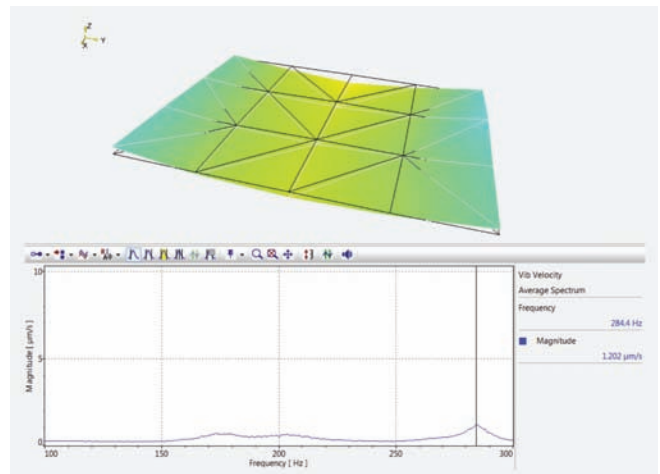 Z
Y
X
10
5
0
Magnitude [ µm/s ]
100
150
200
250
300
Frequency [ Hz ]
Vib Velocity
Average Spectrum
Frequency
284.4 Hz
Magnitude
1.202 µm/s